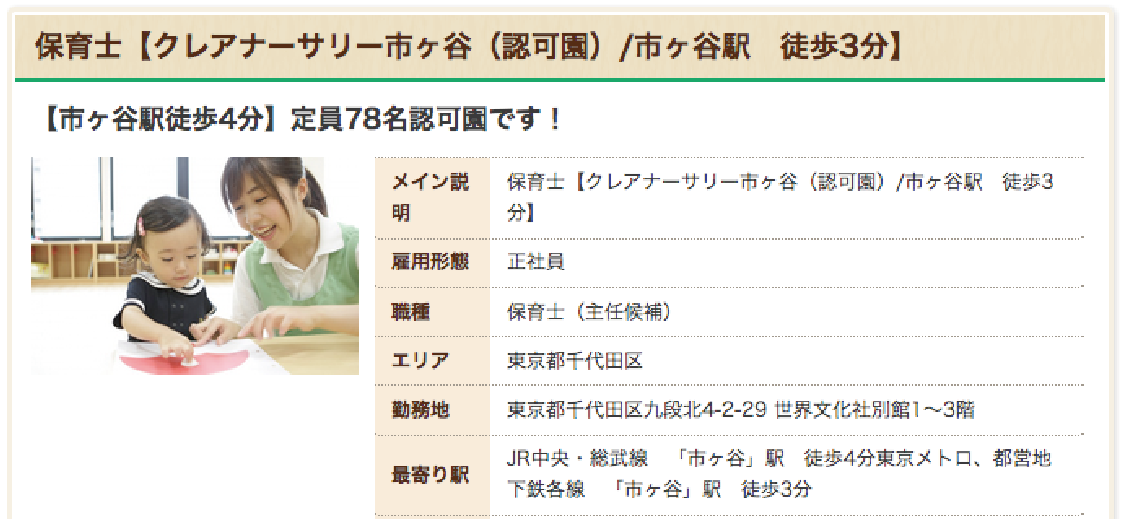 保育士【クレアナーサリー市ヶ谷（認可園）/市ヶ谷駅　徒歩3分】
【市ヶ谷駅徒歩4分】定員78名認可園です！
メイン説
明
保育士【クレアナーサリー市ヶ谷（認可園）/市ヶ谷駅　徒歩3
分】
雇用形態
正社員
職種
保育士（主任候補）
エリア
東京都千代田区
勤務地
東京都千代田区九段北4-2-29 世界文化社別館1〜3階
最寄り駅
JR中央・総武線　「市ヶ谷」駅　徒歩4分東京メトロ、都営地
下鉄各線　「市ヶ谷」駅　徒歩3分